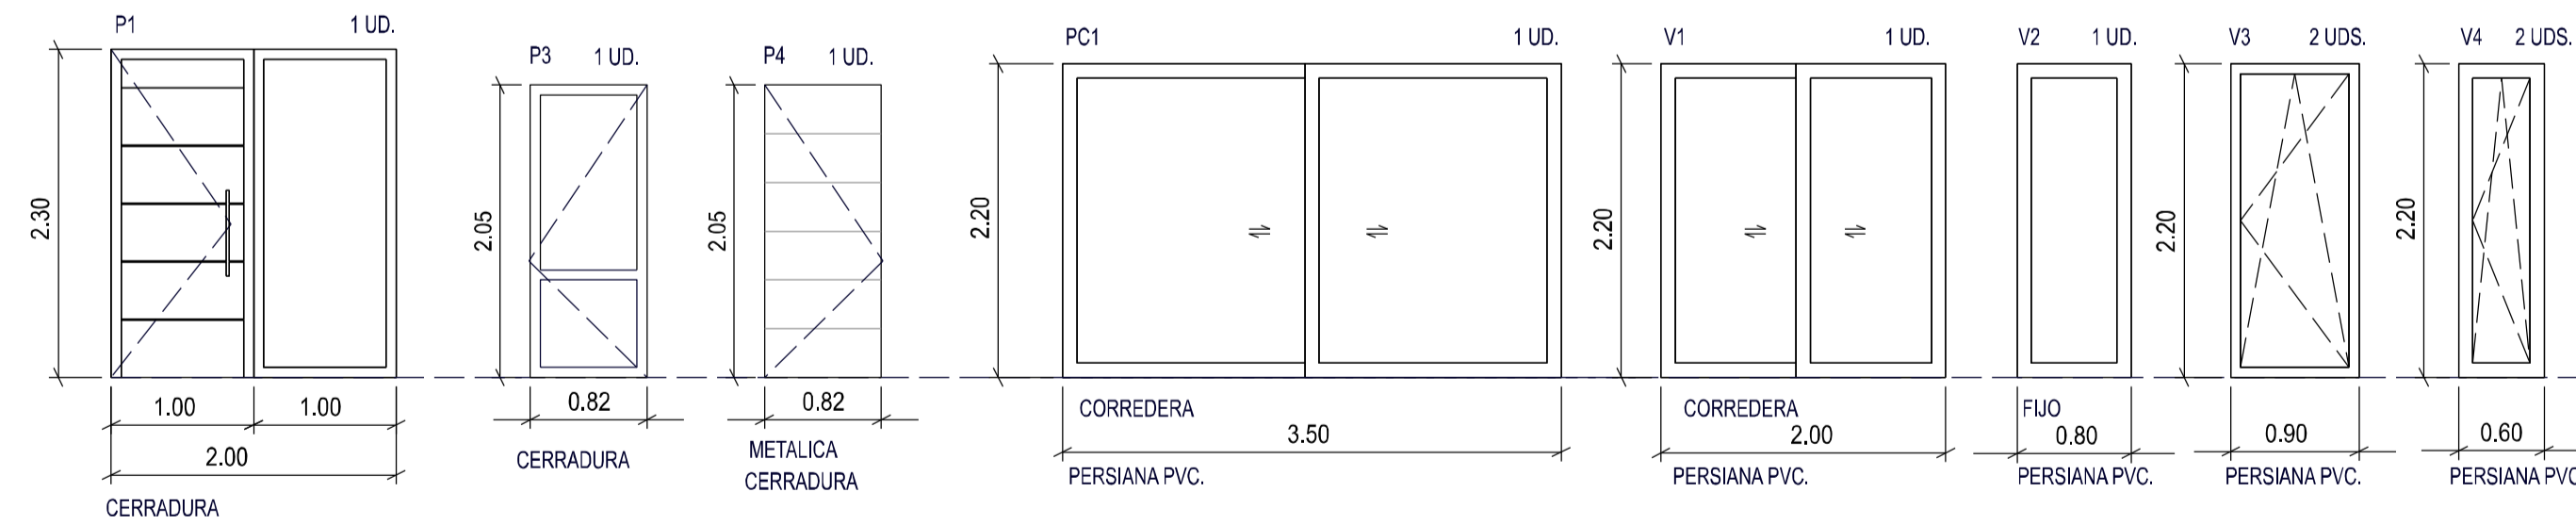 P1 1 UD.
2.30
1.00 1.00
2.00
CERRADURA
P3 1 UD.
2.05
0.82
CERRADURA
P4 1 UD.
2.05
0.82
METALICA
CERRADURA
PC1 1 UD.
2.20
CORREDERA
3.50
PERSIANA PVC.
V1 1 UD.
2.20
CORREDERA
2.00
PERSIANA PVC.
V2 1 UD.
FIJO
0.80
PERSIANA PVC.
V3 2 UDS.
2.20
0.90
PERSIANA PVC.
V4 2 UDS.
2.20
0.60
PERSIANA PVC